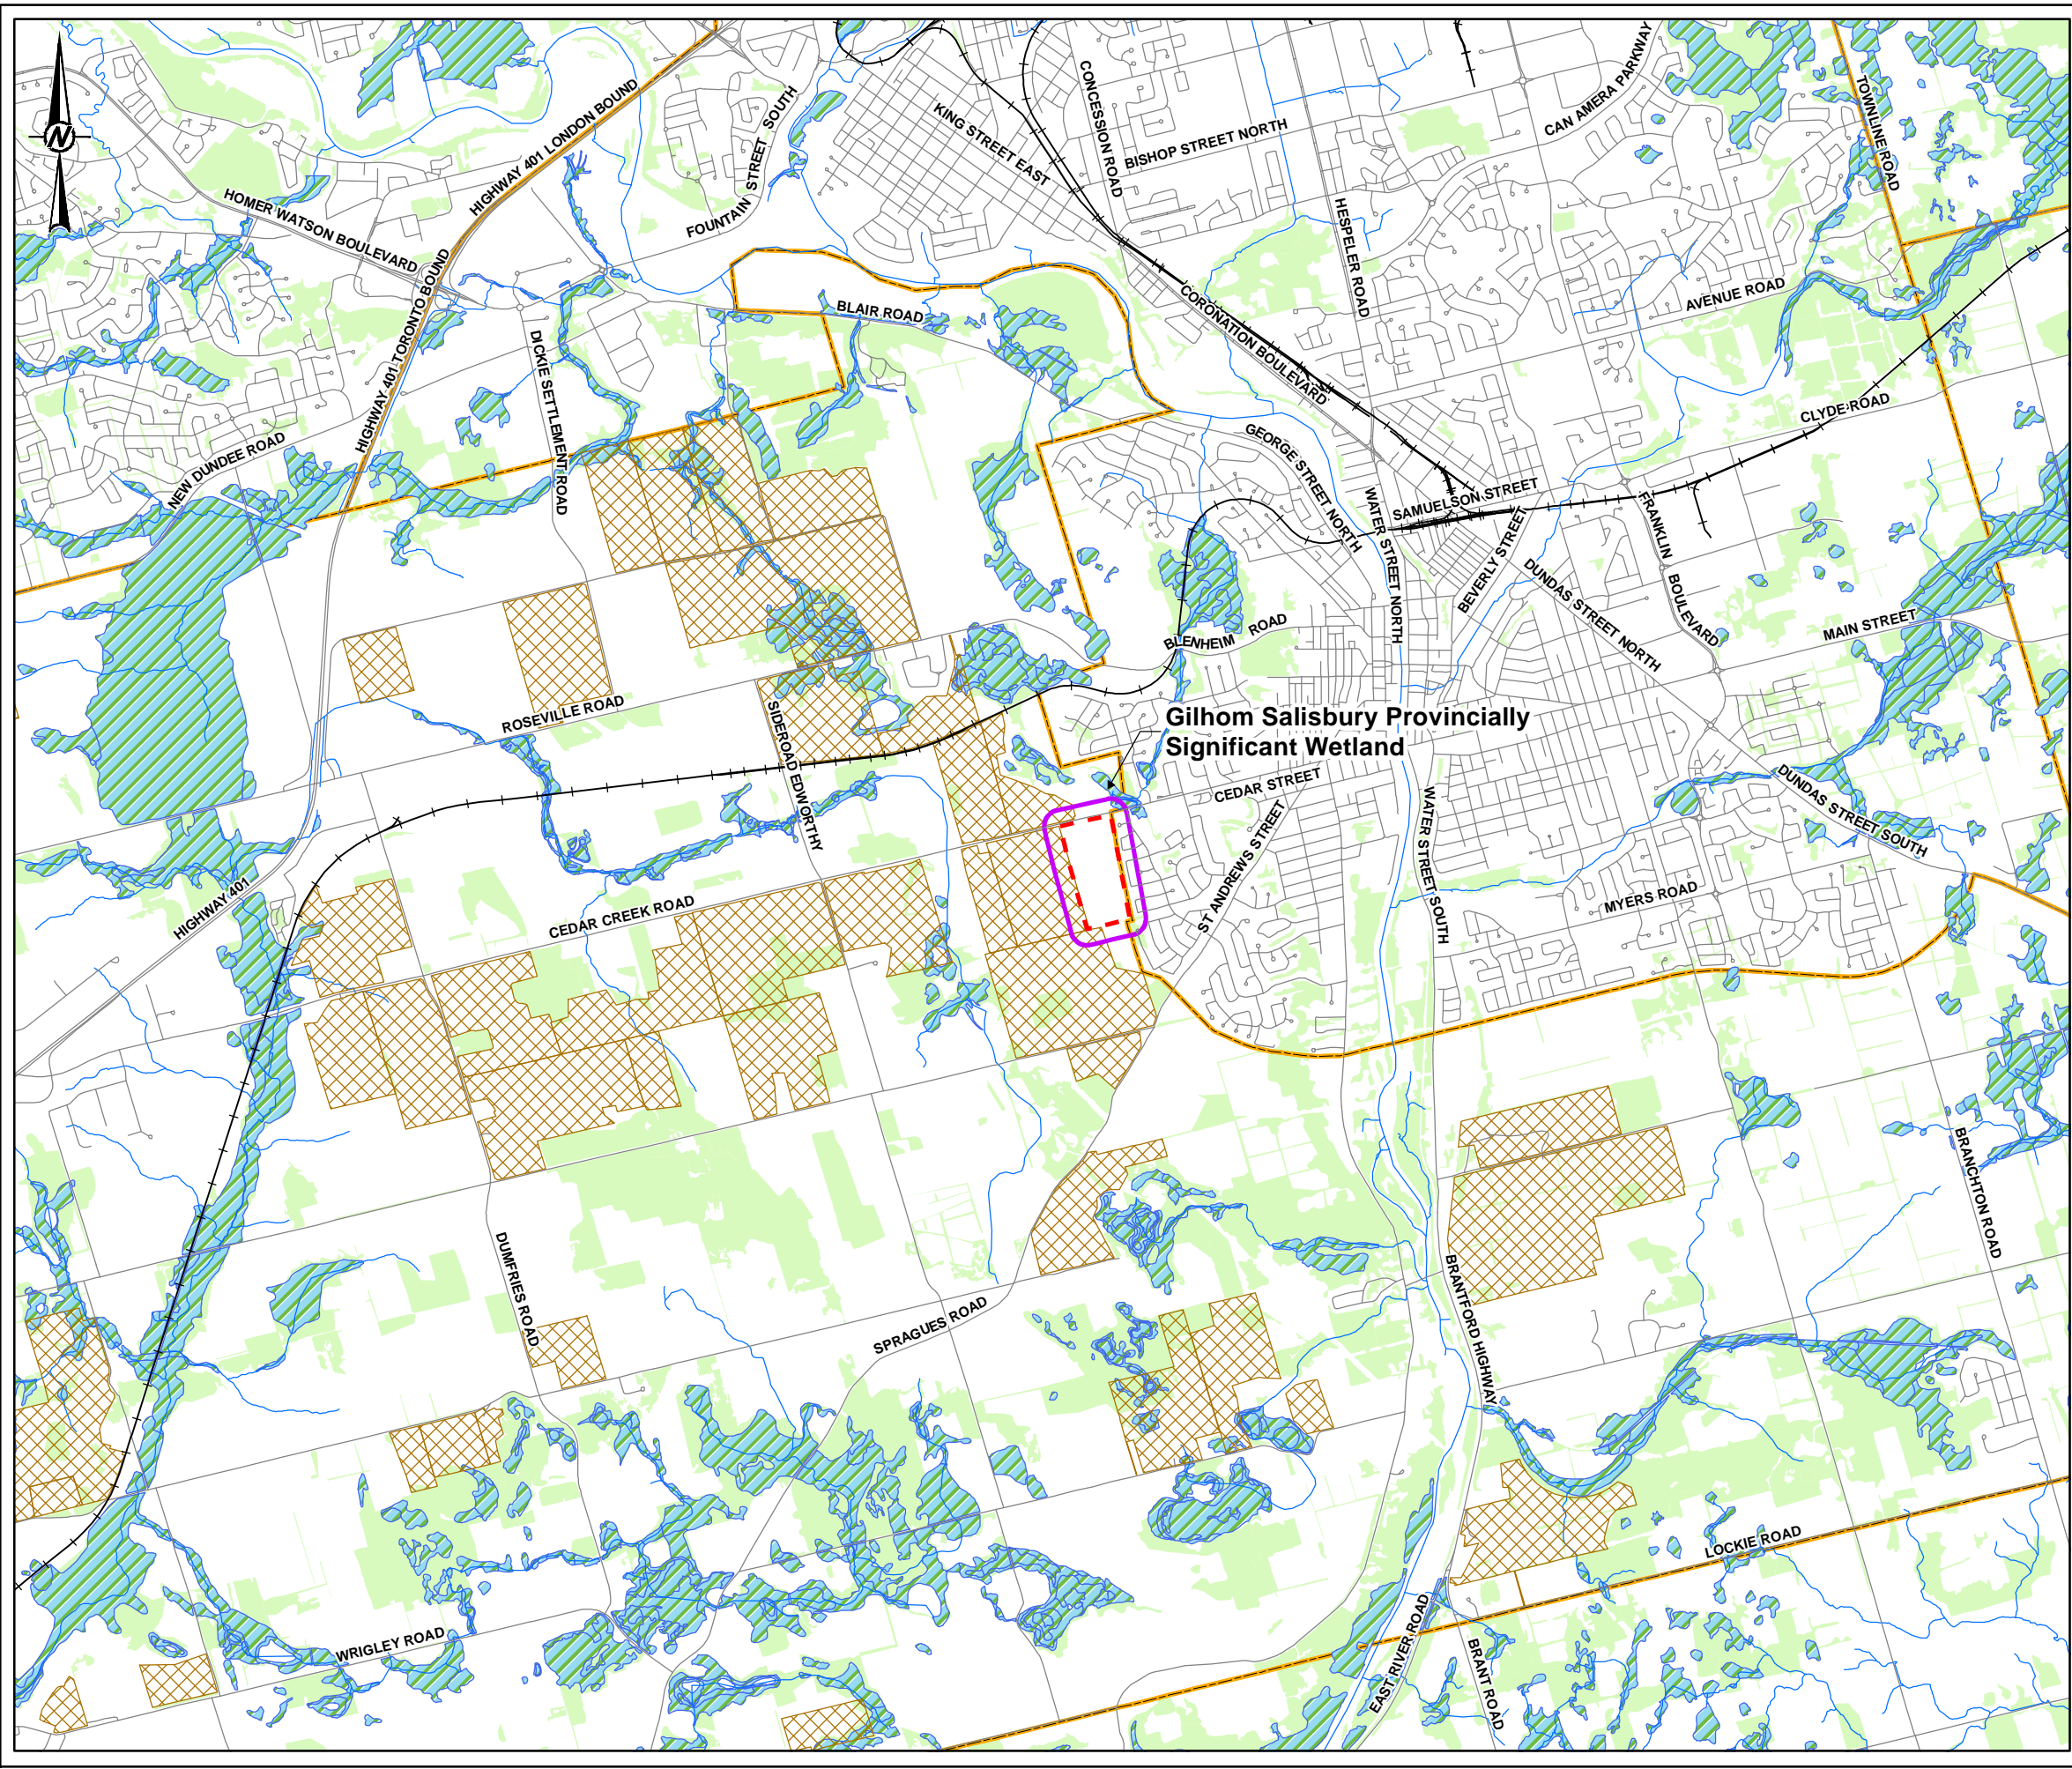 N
HIGHWAY 401 LONDON BOUND
FOUNTAIN STREET SOUTH
KING STREET EAST
CONCESSION ROAD
BISHOP STREET NORTH
CAN AMERA PARKWAY
TOWNLINE ROAD
HOMER WATSON BOULEVARD
HIGHWAY 401 TORONTO BOUND
HESPELER ROAD
AVENUE ROAD
BLAIR ROAD
CORONATION BOULEVARD
DICKIE SETTLEMENT ROAD
CLYDE ROAD
NEW DUNDEE ROAD
GEORGE STREET NORTH
WATER STREET NORTH
SAMUELSON STREET
BEVERLY STREET
FRANKLIN BOULEVARD
DUNDAS STREET NORTH
MAIN STREET
BLENHEIM ROAD
ROSEVILLE ROAD
SIDEROAD EDWORTHY
Gilhom Salisbury Provincially
Significant Wetland
CEDAR STREET
ST ANDREWS STREET
WATER STREET SOUTH
DUNDAS STREET SOUTH
HIGHWAY 401
CEDAR CREEK ROAD
MYERS ROAD
BRANCHTON ROAD
DUMFRIES ROAD
SPRAGUES ROAD
BRANTFORD HIGHWAY
LOCKIE ROAD
WRIGLEY ROAD
EAST RIVER ROAD
BRANT ROAD